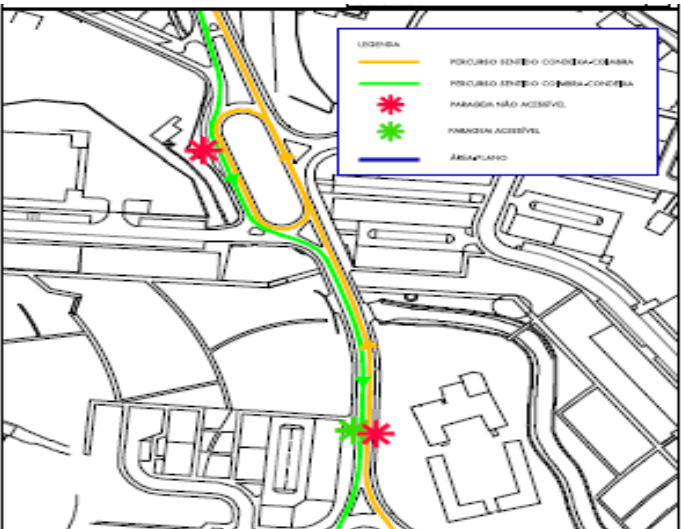 LEGENDA
PERCURSO SENTIDO CONDEIXA-COIMBRA
PERCURSO SENTIDO COIMBRA-CONDEIXA
PARAGEM NÃO ACESSÍVEL
PARAGEM ACESSÍVEL
ÁREA-PLANO